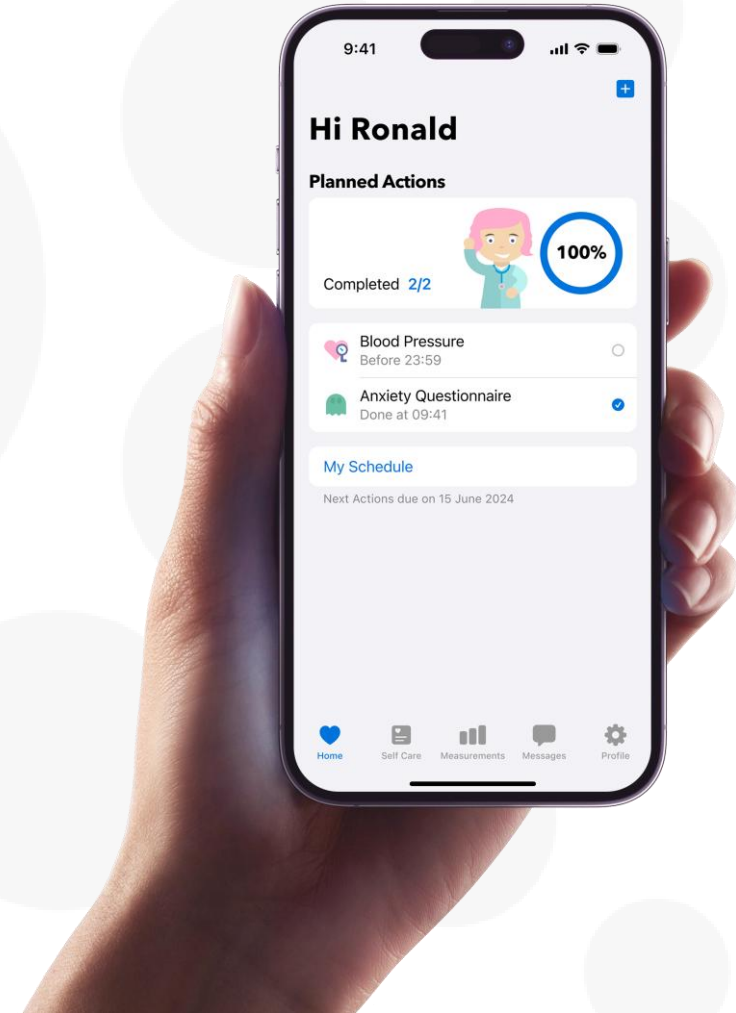 9:41
Hi Ronald
Planned Actions
100%
Completed 2/2
Blood Pressure
Before 23:59
Anxiety Questionnaire
Done at 09:41
My Schedule
Next Actions due on 15 June 2024
Home Self Care Measurements Messages Profile